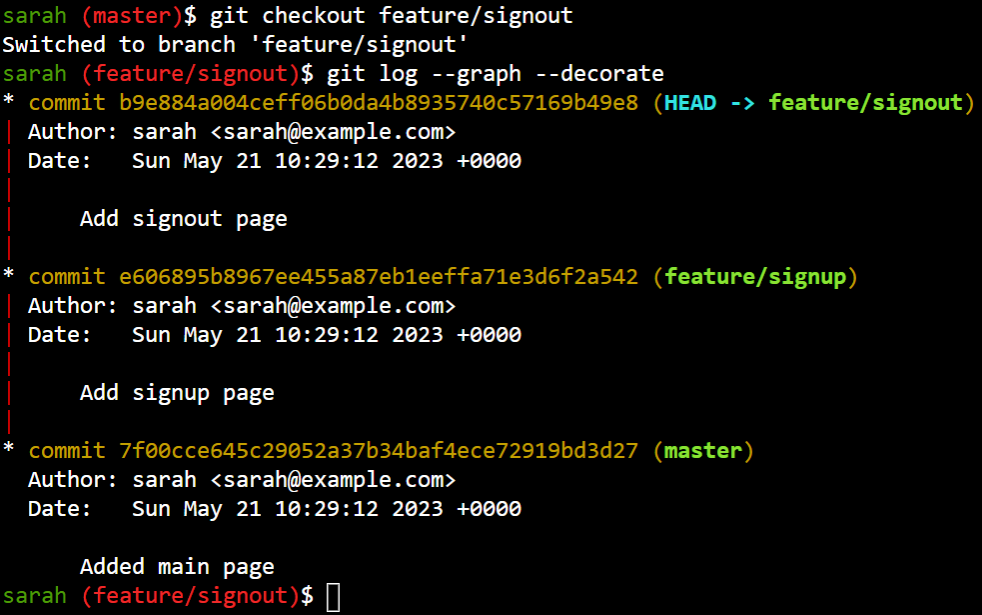 sarah (master)$ git checkout feature/signout
Switched to branch 'feature/signout'
sarah (feature/signout)$ git log --graph --decorate
* commit b9e884a004ceff06b0da4b8935740c57169b49e8 (HEAD -> feature/signout)
| Author: sarah <sarah@example.com>
| Date:   Sun May 21 10:29:12 2023 +0000
|
|     Add signout page
|
* commit e606895b8967ee455a87eb1eeffa71e3d6f2a542 (feature/signup)
| Author: sarah <sarah@example.com>
| Date:   Sun May 21 10:29:12 2023 +0000
|
|     Add signup page
|
* commit 7f00cce645c29052a37b34baf4ece72919bd3d27 (master)
  Author: sarah <sarah@example.com>
  Date:   Sun May 21 10:29:12 2023 +0000

      Added main page
sarah (feature/signout)$